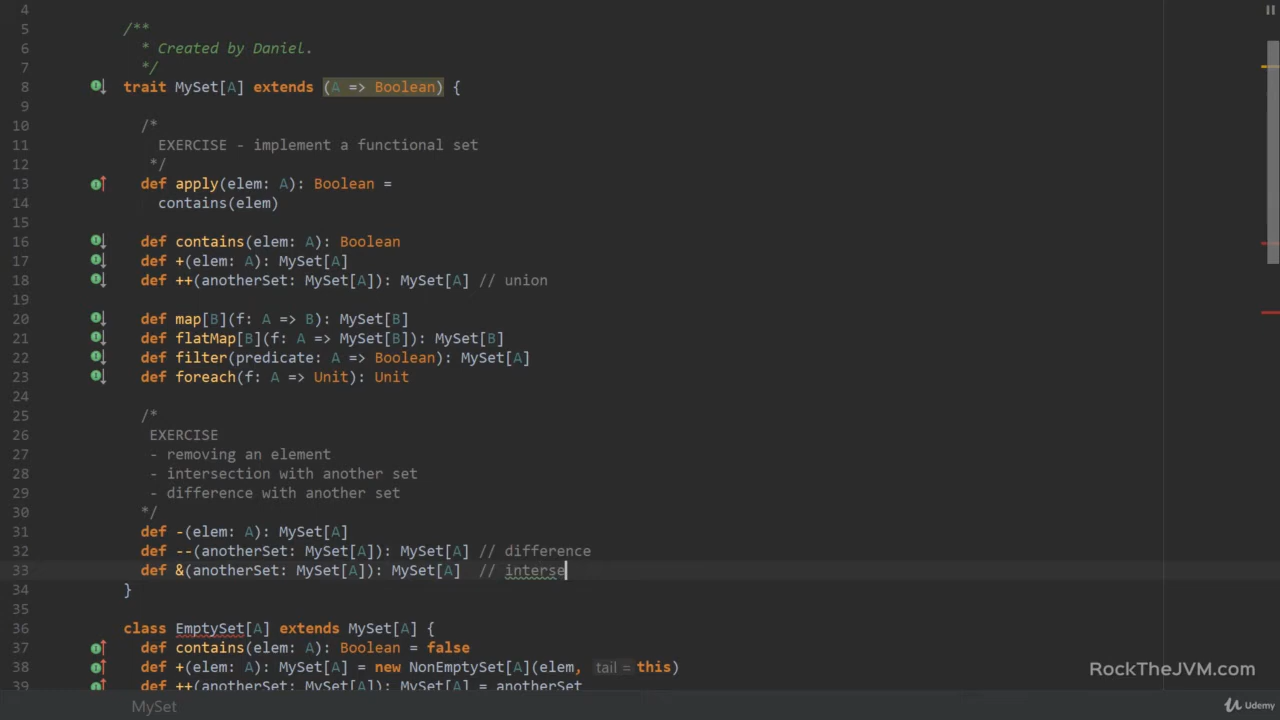 4
5 /**
6 * Created by Daniel.
7 */
8 trait MySet[A] extends (A => Boolean) {
9
10 /*
11 EXERCISE - implement a functional set
12 */
13 def apply(elem: A): Boolean =
14 contains(elem)
15
16 def contains(elem: A): Boolean
17 def +(elem: A): MySet[A]
18 def ++(anotherSet: MySet[A]): MySet[A] // union
19
20 def map[B](f: A => B): MySet[B]
21 def flatMap[B](f: A => MySet[B]): MySet[B]
22 def filter(predicate: A => Boolean): MySet[A]
23 def foreach(f: A => Unit): Unit
24
25 /*
26 EXERCISE
27 - removing an element
28 - intersection with another set
29 - difference with another set
30 */
31 def -(elem: A): MySet[A]
32 def --(anotherSet: MySet[A]): MySet[A] // difference
33 def &(anotherSet: MySet[A]): MySet[A] // interse
34 }
35
36 class EmptySet[A] extends MySet[A] {
37 def contains(elem: A): Boolean = false
38 def +(elem: A): MySet[A] = new NonEmptySet[A](elem, tail = this)
39 def ++(anotherSet: MySet[A]): MySet[A] = anotherSet
RockTheJVM.com
MySet
Udemy